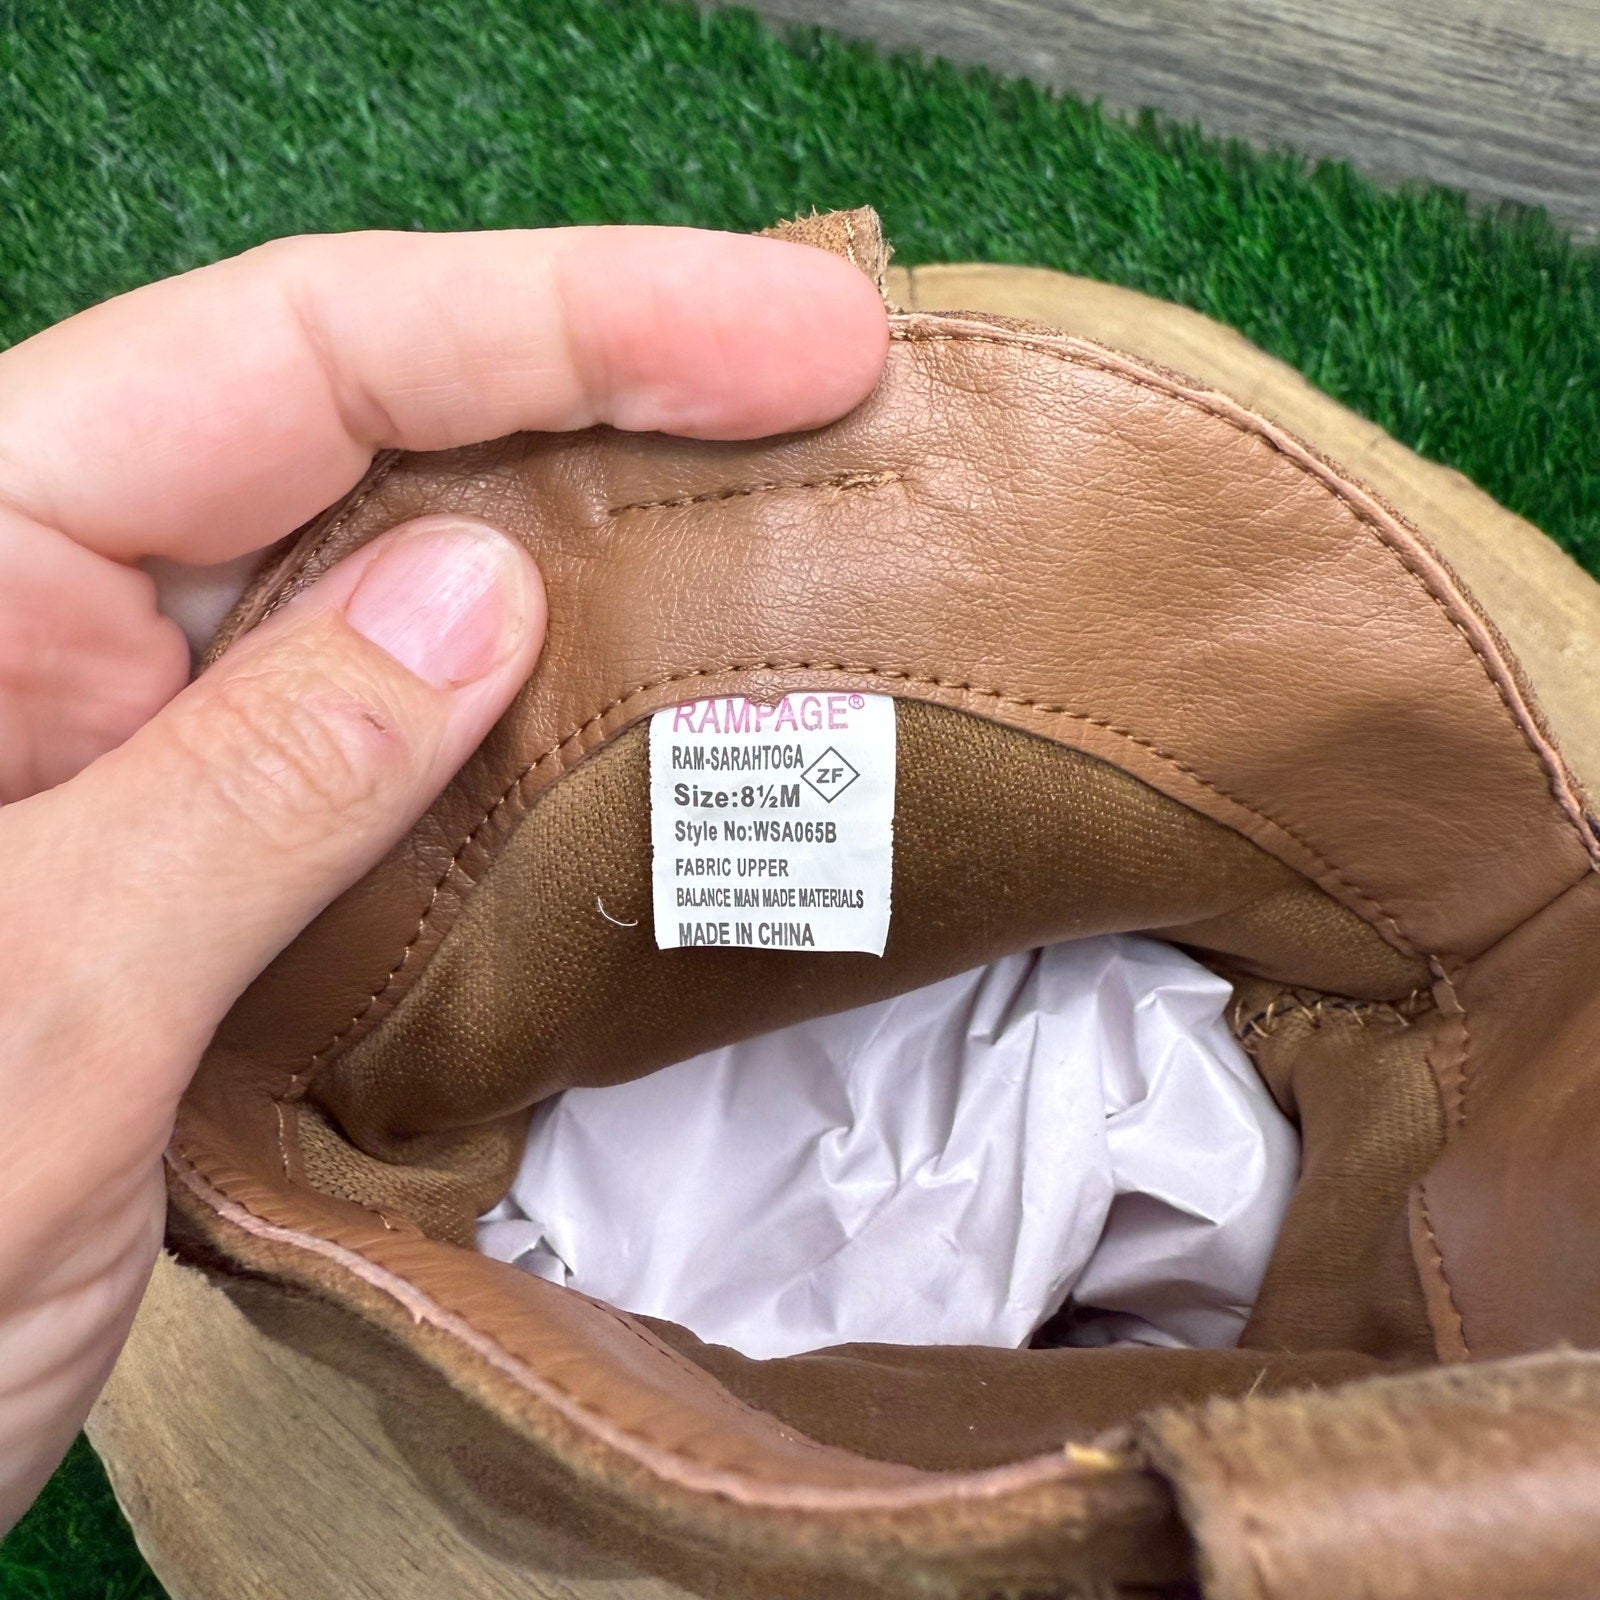 RAMPAGE®
RAM-SARAHTOGA
ZF
Size:8½M
Style No:WSA065B
FABRIC UPPER
BALANCE MAN MADE MATERIALS
MADE IN CHINA